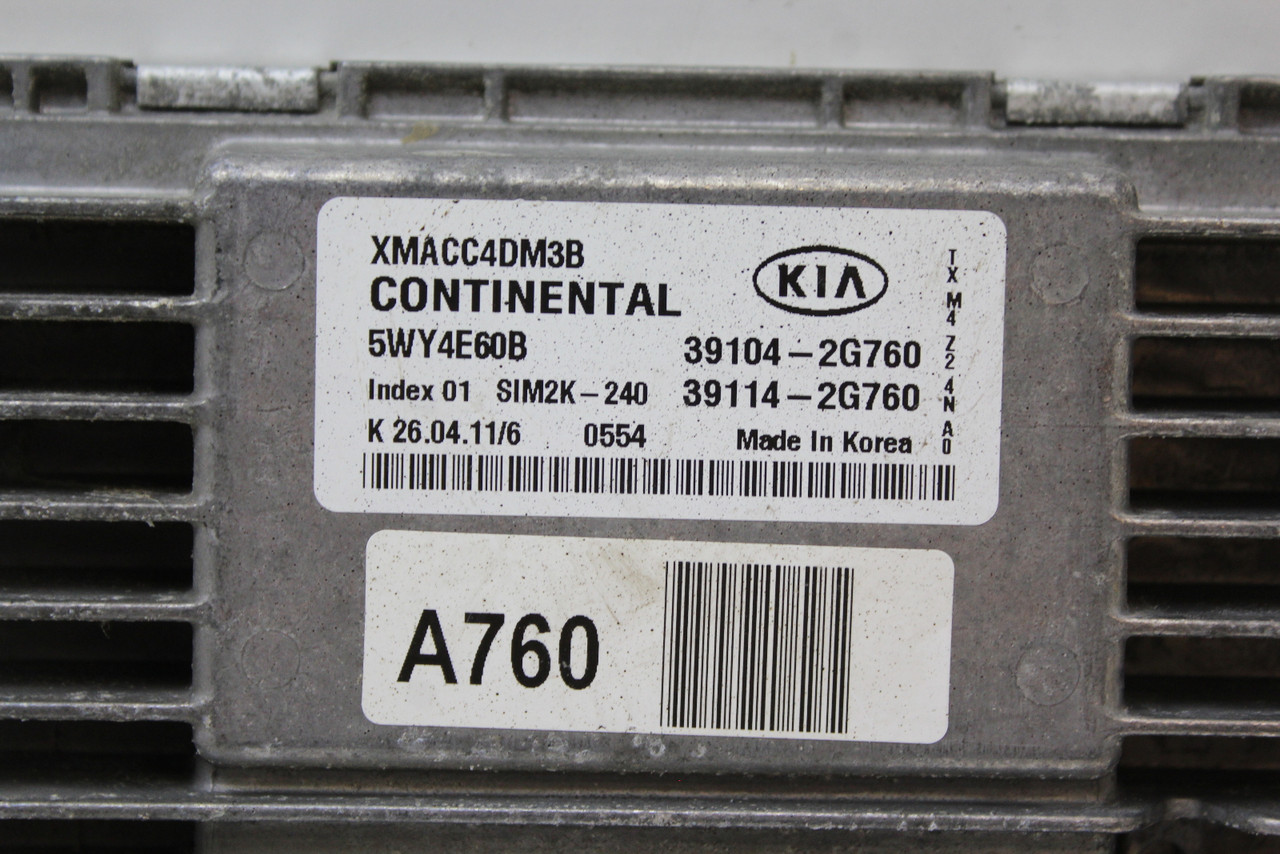 XMACC4DM3B
CONTINENTAL
KIA
5WY4E60B
39104-2G760
Index 01 SIM2K-240
39114-2G760
K 26.04.11/6 0554
Made In Korea
TX M4 Z2 4N A0
A760